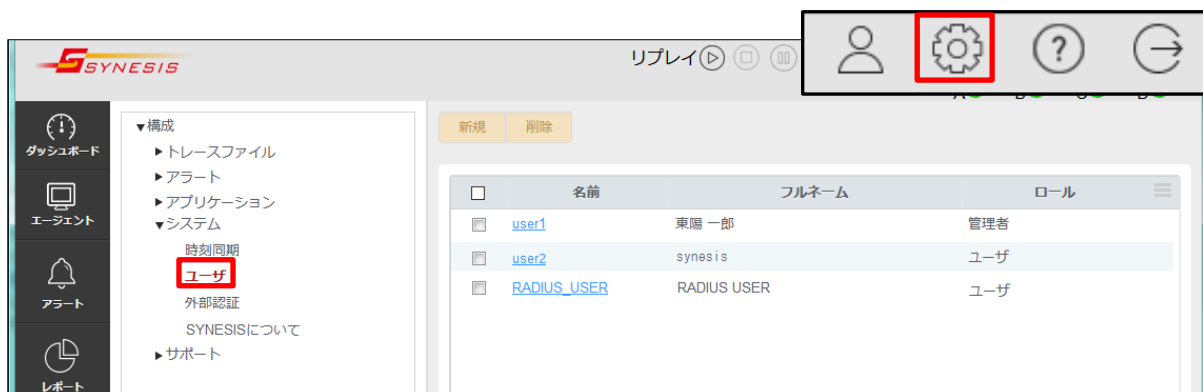 SYNESIS
リプレイ
?
ダッシュボード
エージェント
アラート
レポート
▼構成
▶トレースファイル
▶アラート
▶アプリケーション
▼システム
時刻同期
ユーザ
外部認証
SYNESISについて
▶サポート
新規 削除
名前 フルネーム ロール
user1 東陽 一郎 管理者
user2 synesis ユーザ
RADIUS_USER RADIUS USER ユーザ